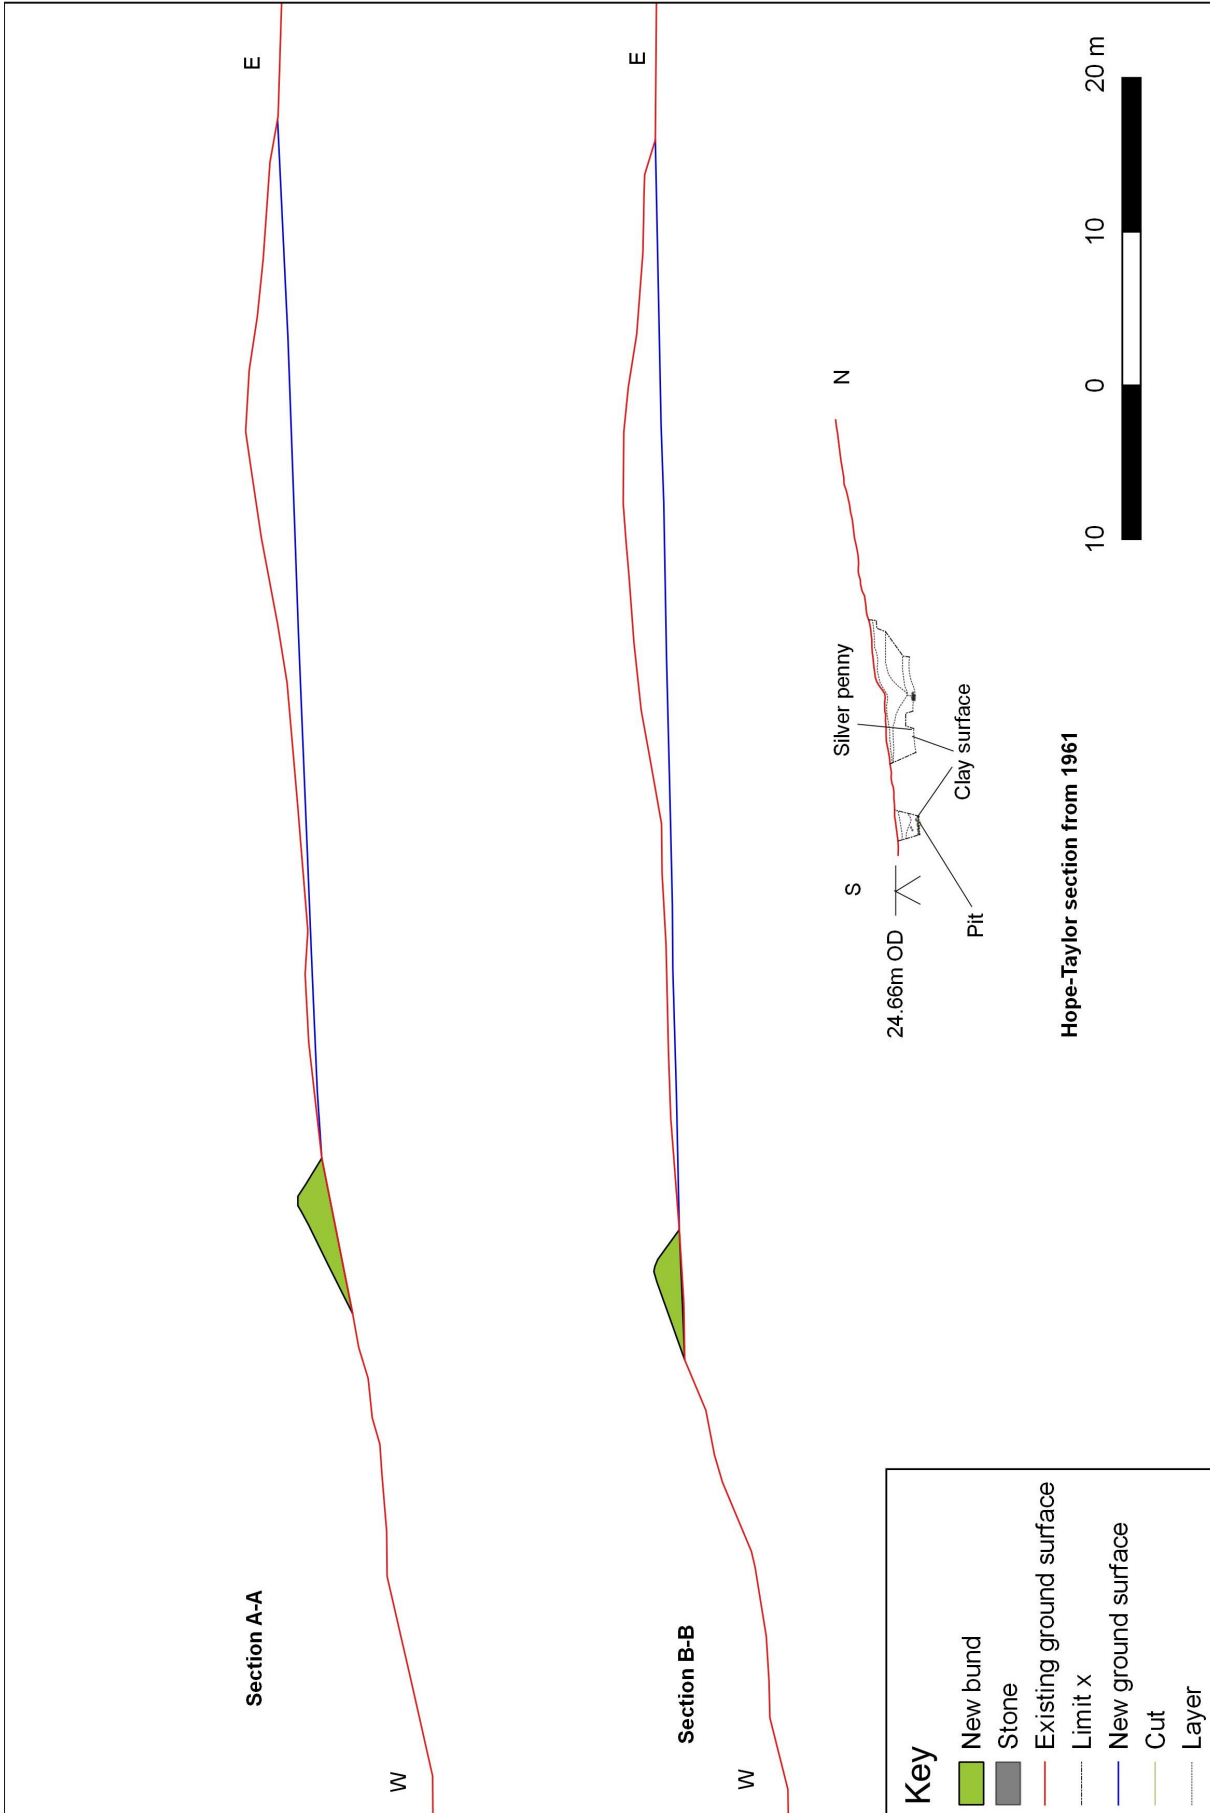 Section A-A
W
E
Section B-B
W
E
S
N
24.66m OD
Silver penny
Clay surface
Pit
Hope-Taylor section from 1961
10
0
10
20 m
Key
New bund
Stone
Existing ground surface
Limit x
New ground surface
Cut
Layer